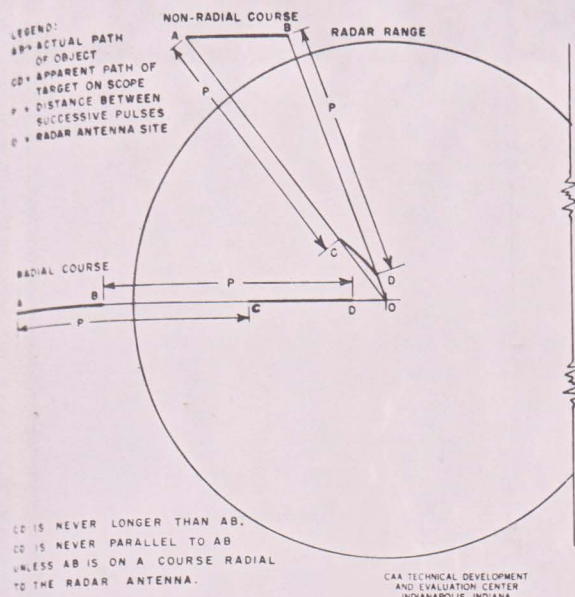 NON-RADIAL COURSE
RADAR RANGE
LEGEND:
AB= ACTUAL PATH
OF OBJECT
CD= APPARENT PATH OF
TARGET ON SCOPE
P = DISTANCE BETWEEN
SUCCESSIVE PULSES
O = RADAR ANTENNA SITE
A
B
P
P
C
D
RADIAL COURSE
A
B
P
P
C
D
O
CD IS NEVER LONGER THAN AB.
CD IS NEVER PARALLEL TO AB
UNLESS AB IS ON A COURSE RADIAL
TO THE RADAR ANTENNA.
CAA TECHNICAL DEVELOPMENT
AND EVALUATION CENTER
INDIANAPOLIS, INDIANA